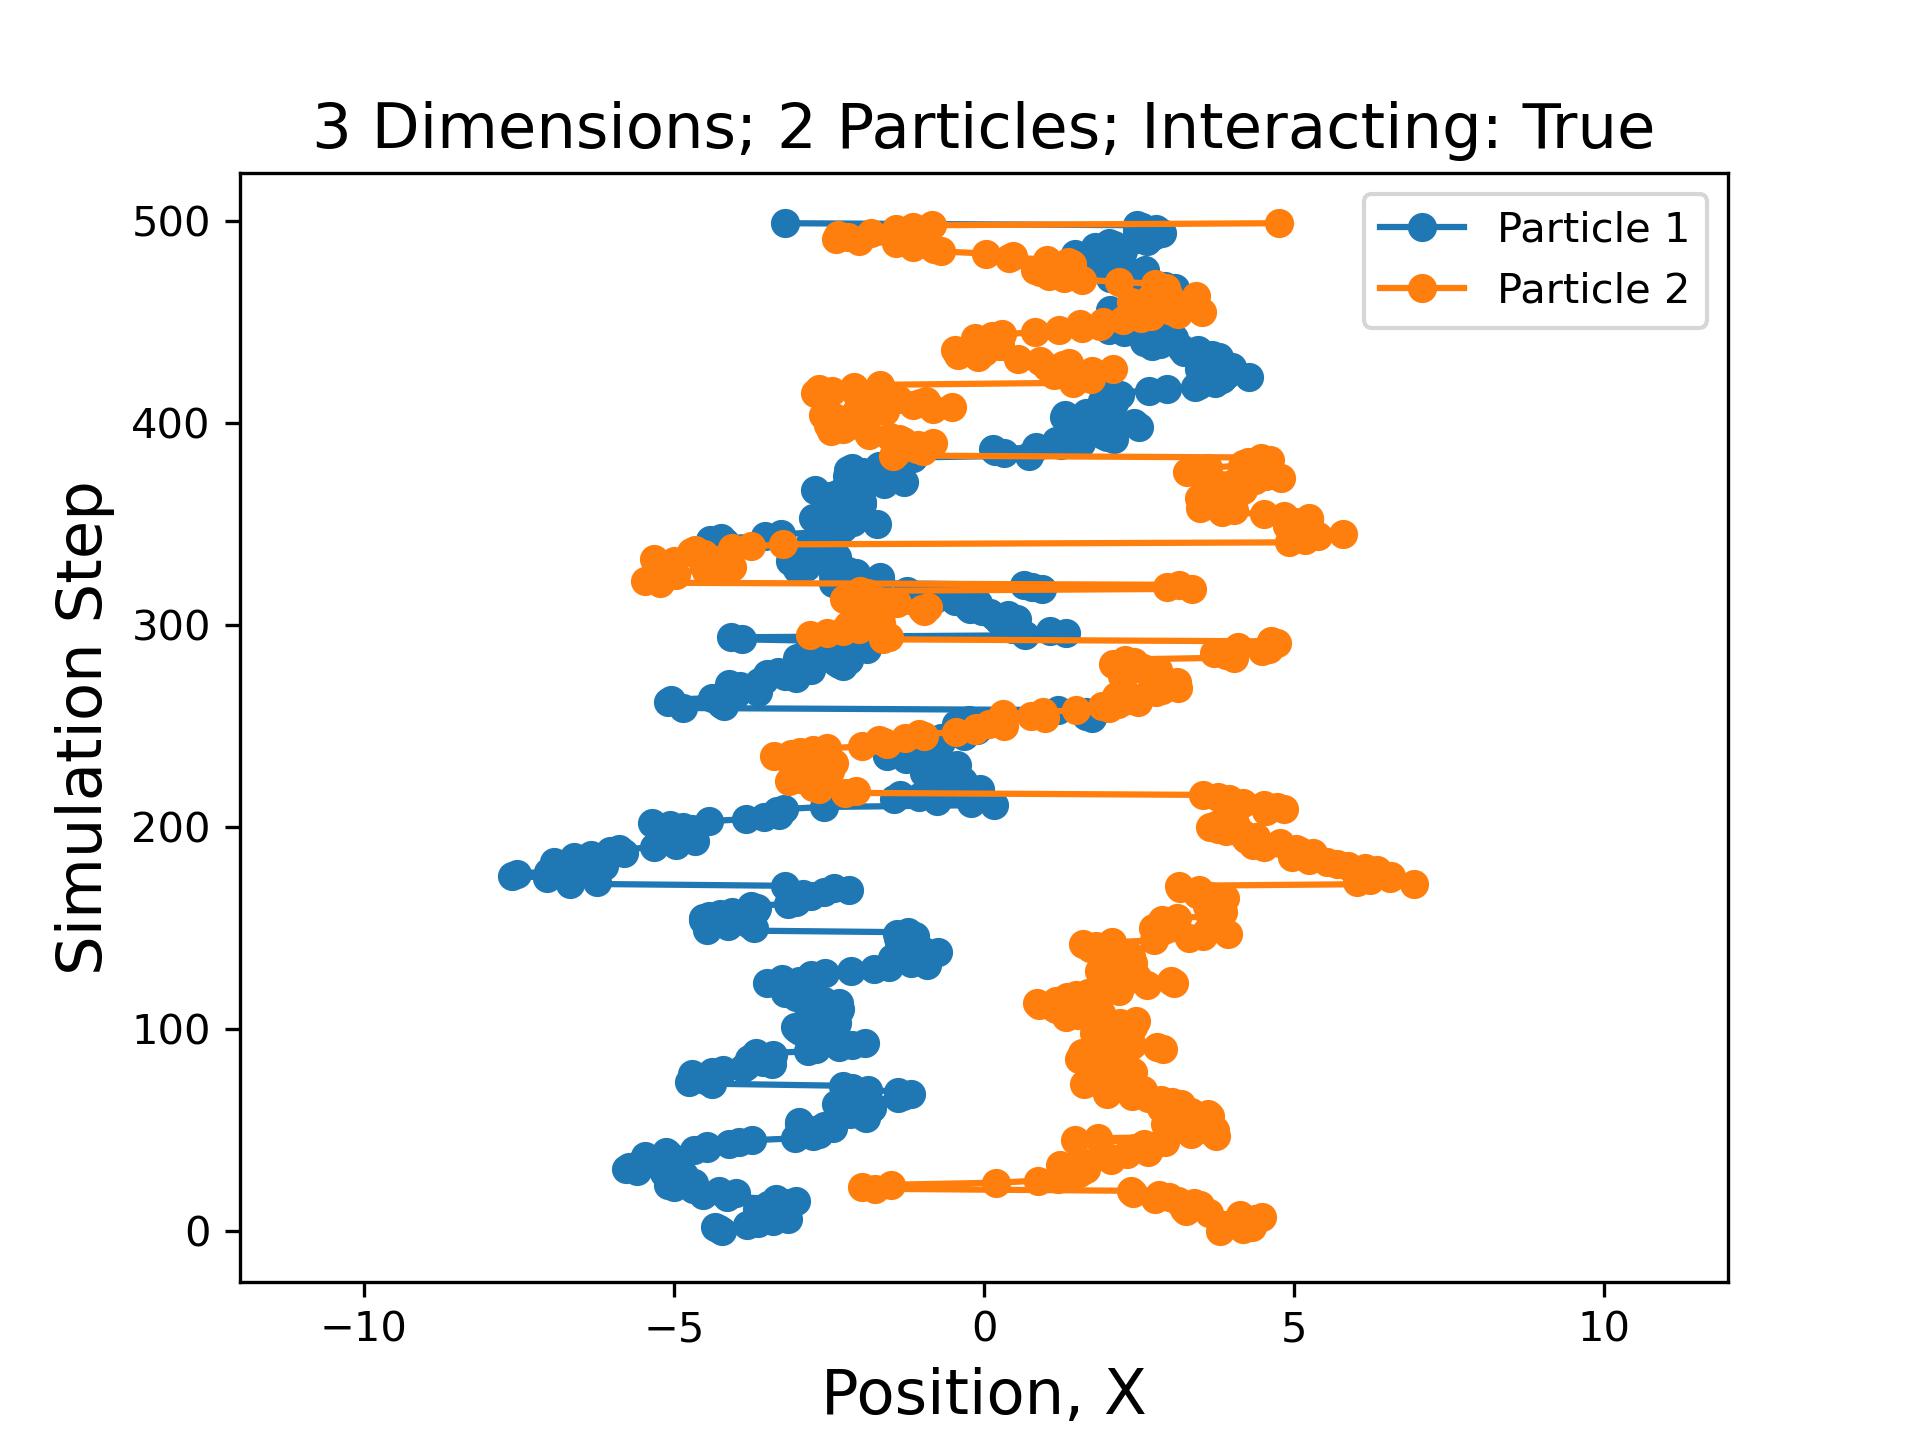 3 Dimensions; 2 Particles; Interacting: True
Particle 1
Particle 2
500
400
300
200
100
0
Simulation Step
−10
−5
0
5
10
Position, X